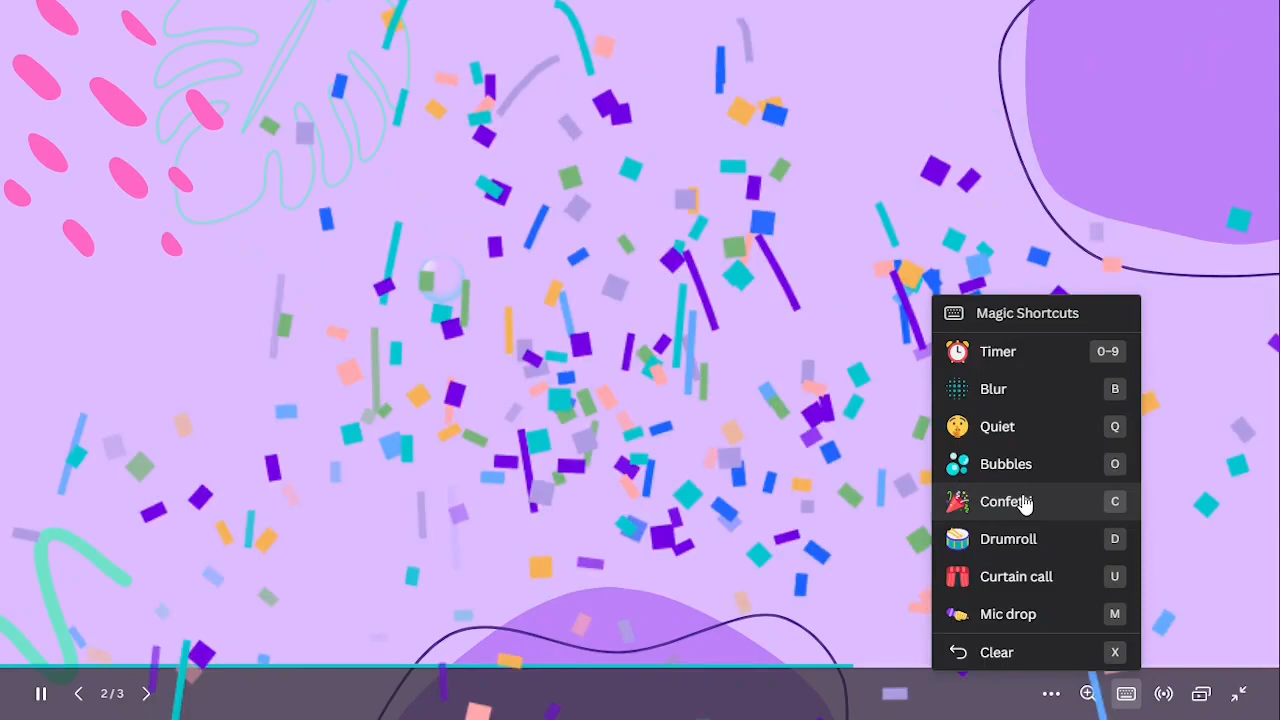 Magic Shortcuts
Timer 0-9
Blur B
Quiet Q
Bubbles O
Confetti C
Drumroll D
Curtain call U
Mic drop M
Clear X
2/3